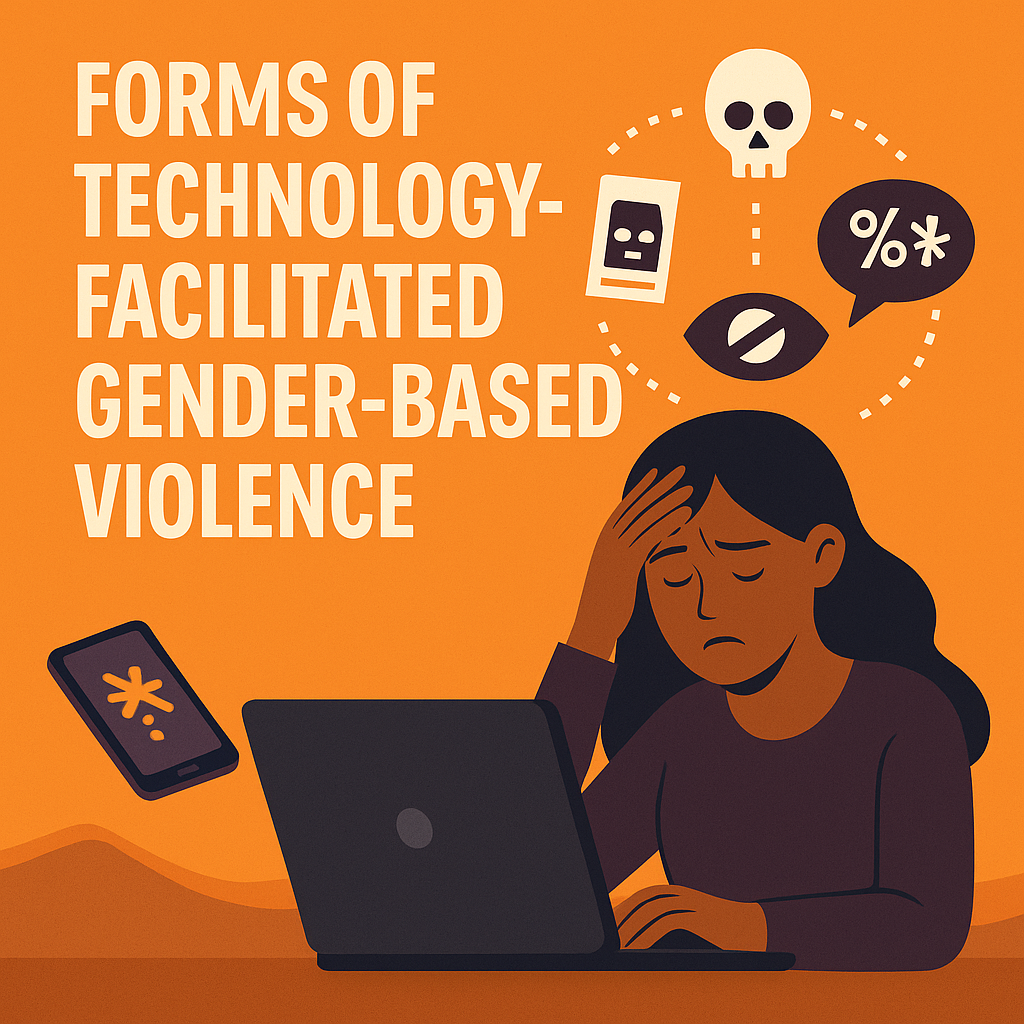 FORMS OF
TECHNOLOGY-
FACILITATED
GENDER-BASED
VIOLENCE
%*